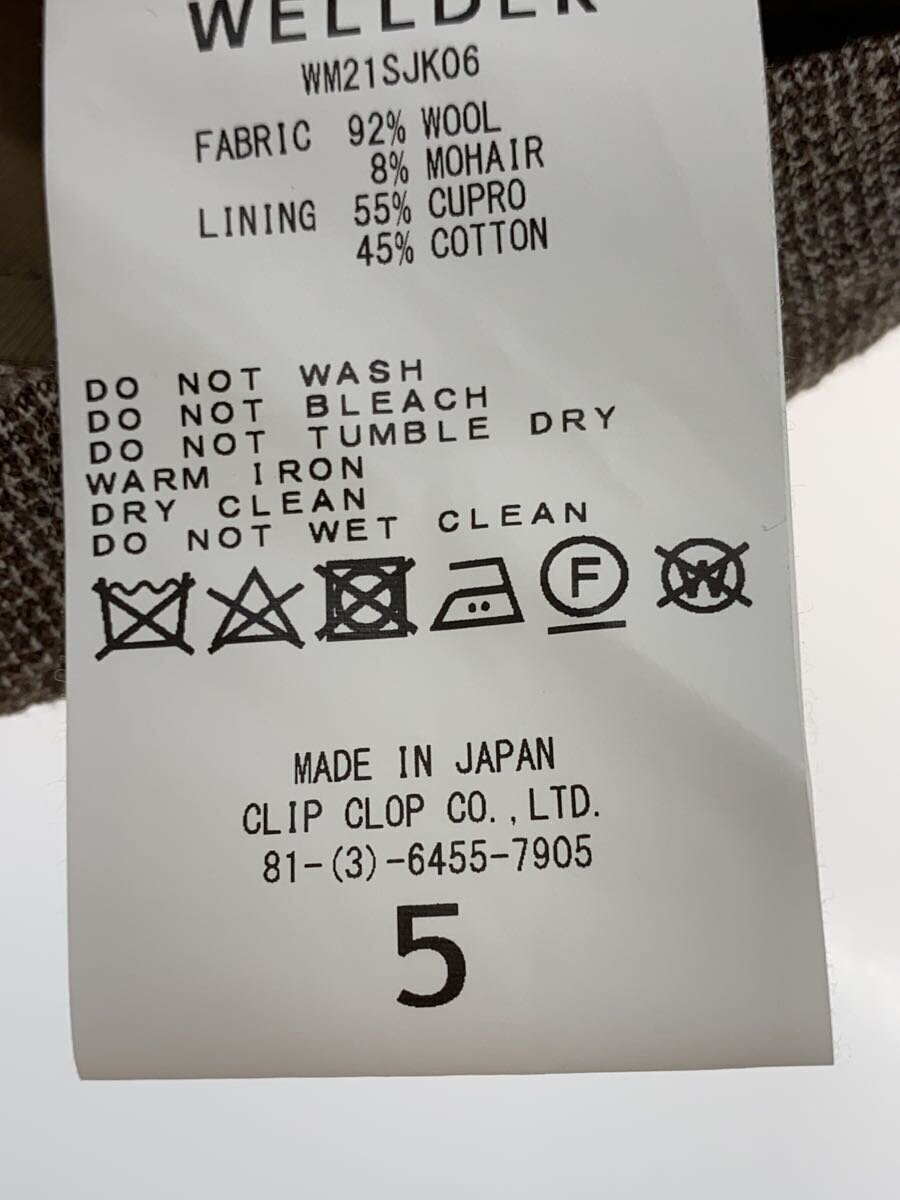 WELLDER
WM21SJK06
FABRIC 92% WOOL
8% MOHAIR
LINING 55% CUPRO
45% COTTON
DO NOT WASH
DO NOT BLEACH
DO NOT TUMBLE DRY
WARM IRON
DRY CLEAN
DO NOT WET CLEAN
F W
MADE IN JAPAN
CLIP CLOP CO.,LTD.
81-(3)-6455-7905
5